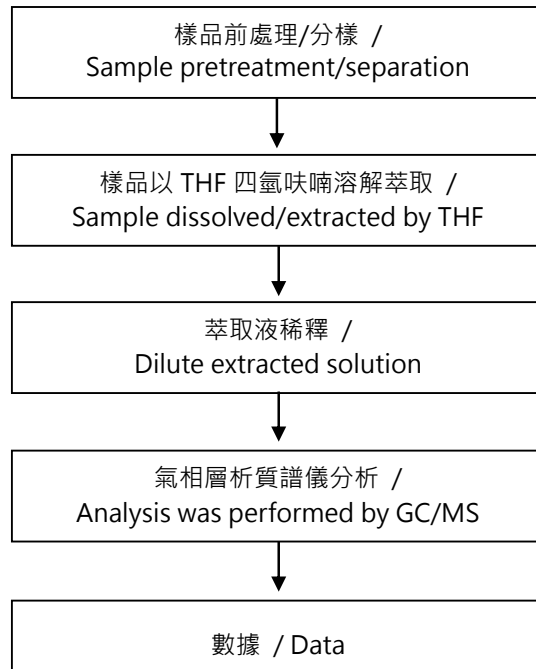 樣品前處理/分樣 /
Sample pretreatment/separation
樣品以 THF 四氫呋喃溶解萃取 /
Sample dissolved/extracted by THF
萃取液稀釋 /
Dilute extracted solution
氣相層析質譜儀分析 /
Analysis was performed by GC/MS
數據 / Data